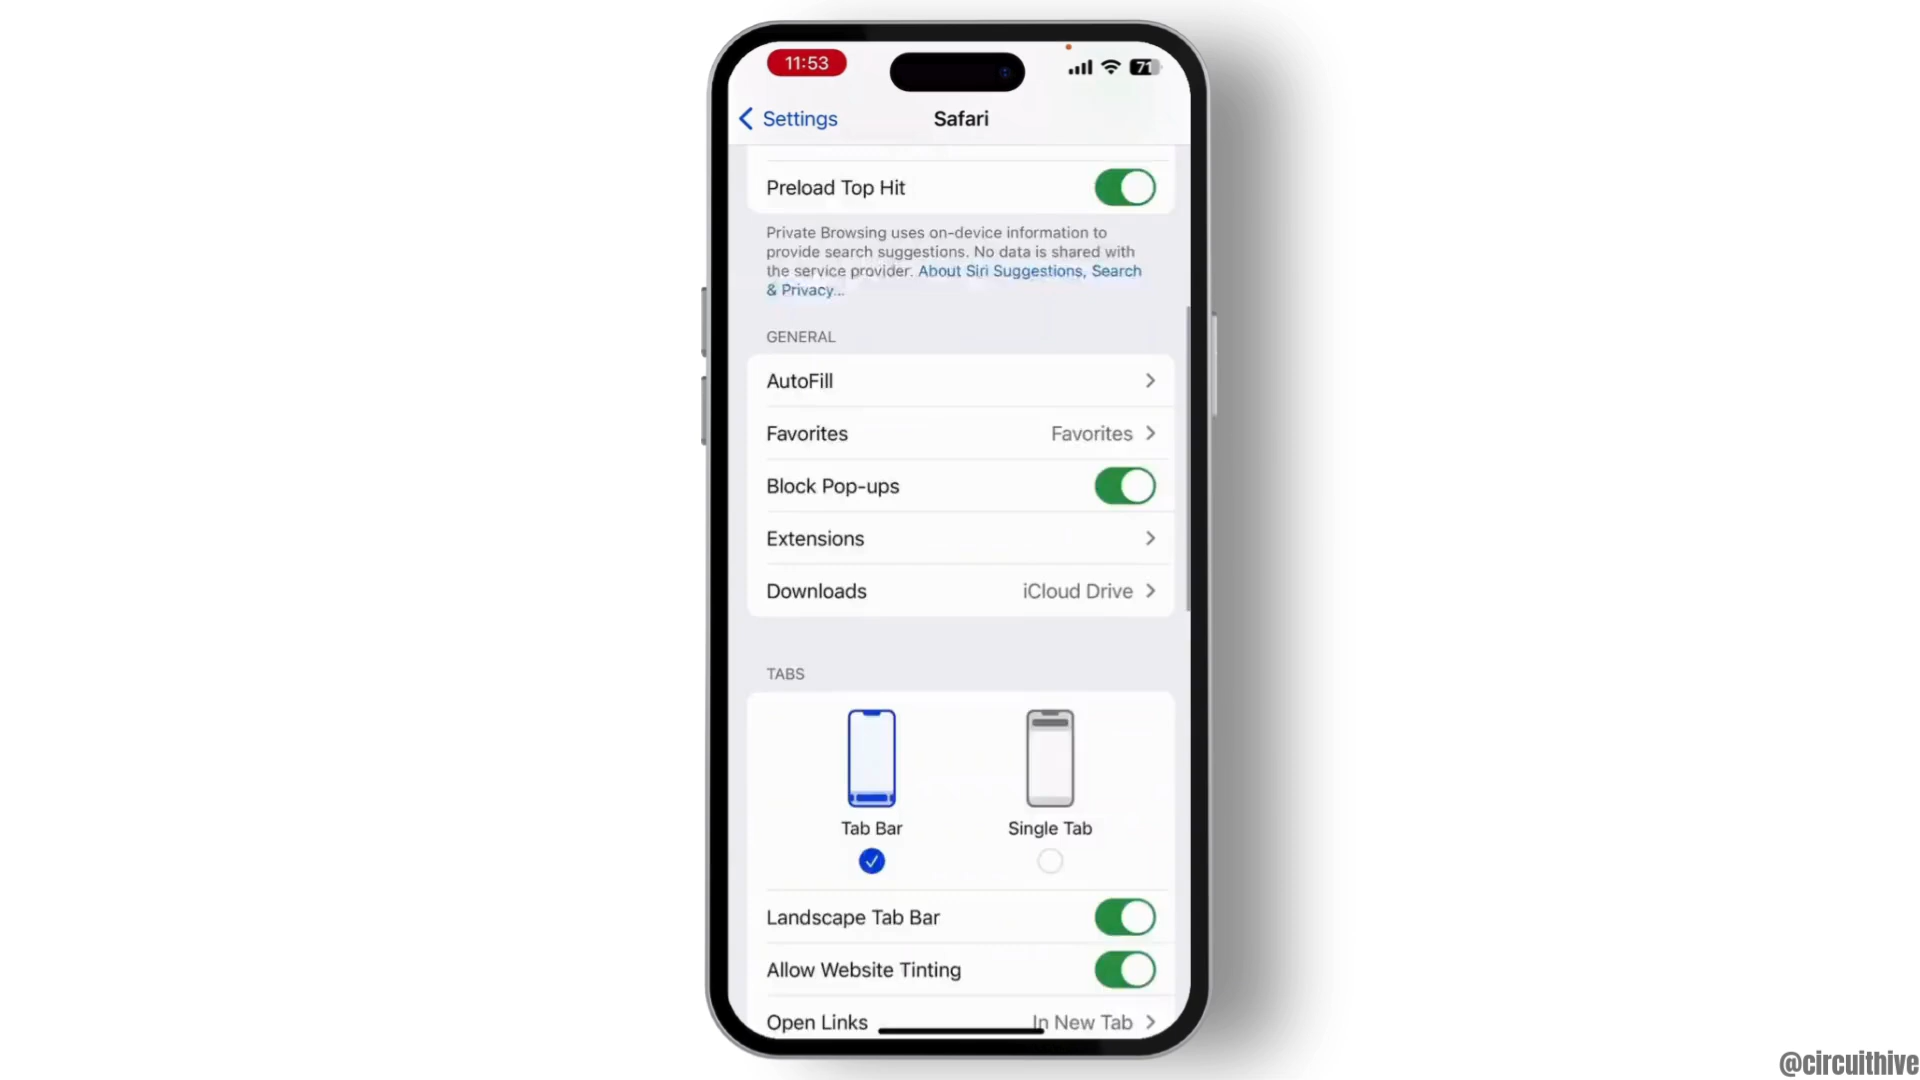 11:53
71
Settings
Safari
Preload Top Hit
Private Browsing uses on-device information to
provide search suggestions. No data is shared with
the service provider. About Siri Suggestions, Search
& Privacy...
GENERAL
AutoFill
Favorites Favorites
Block Pop-ups
Extensions
Downloads iCloud Drive
TABS
Tab Bar Single Tab
Landscape Tab Bar
Allow Website Tinting
Open Links In New Tab
@circuithive